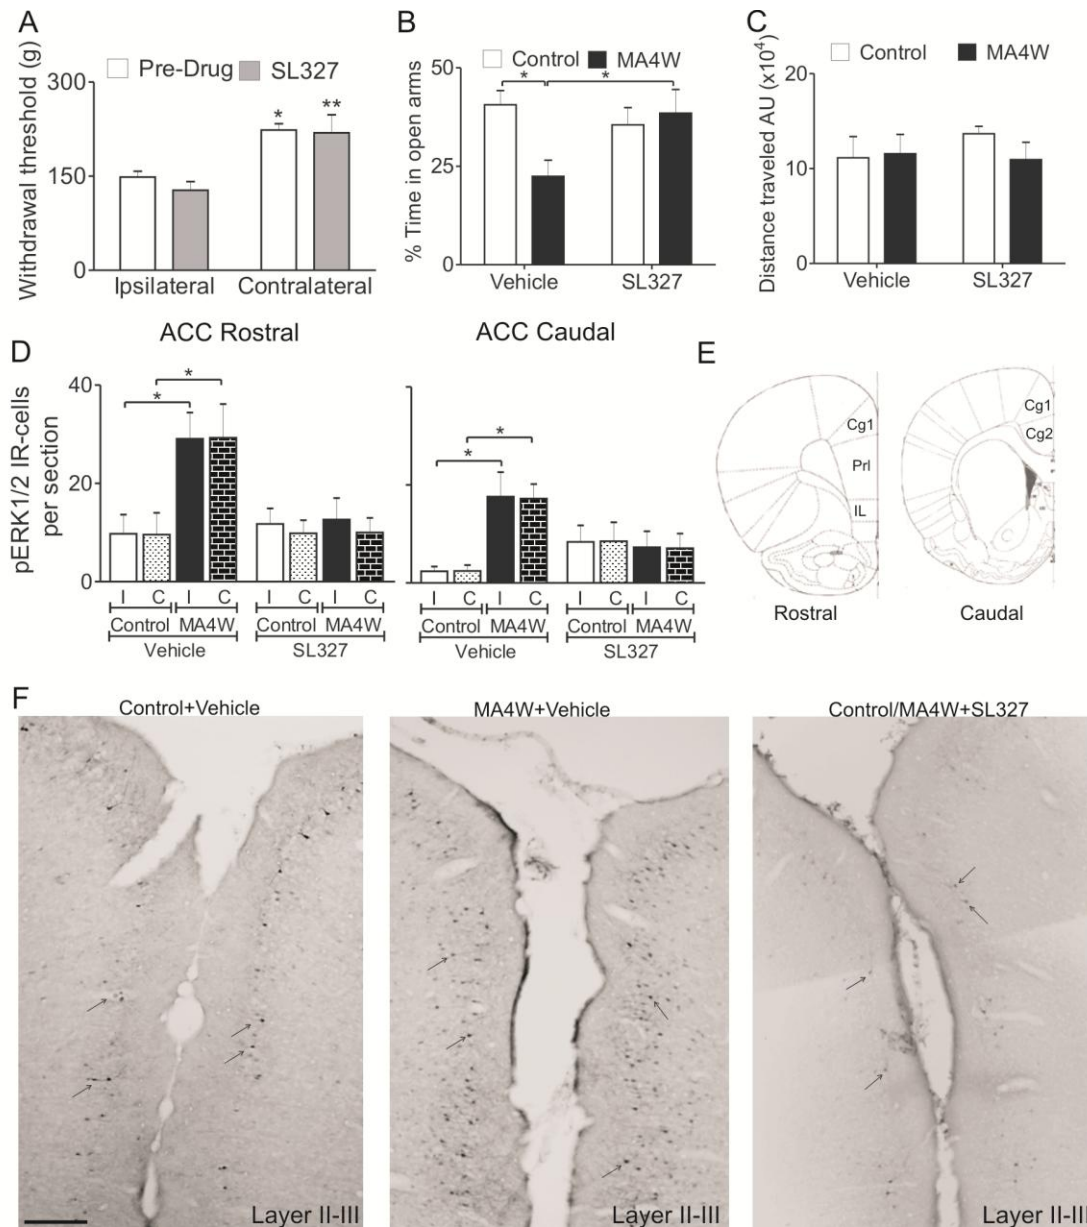 A
Withdrawal threshold (g)
Pre-Drug SL327
300
150
0
* **
Ipsilateral Contralateral
B
% Time in open arms
Control MA4W
50
25
0
* *
Vehicle SL327
C
Distance traveled AU (x10⁴)
Control MA4W
20
10
0
Vehicle SL327
D
ACC Rostral ACC Caudal
pERK1/2 IR-cells
per section
40
20
0
* *
* *
I C I C I C I C I C I C I C I C
Control MA4W Control MA4W Control MA4W Control MA4W
Vehicle SL327 Vehicle SL327
E
Cg1
Prl
IL
Rostral
Cg1
Cg2
Caudal
F
Control+Vehicle MA4W+Vehicle Control/MA4W+SL327
Layer II-III Layer II-III Layer II-II